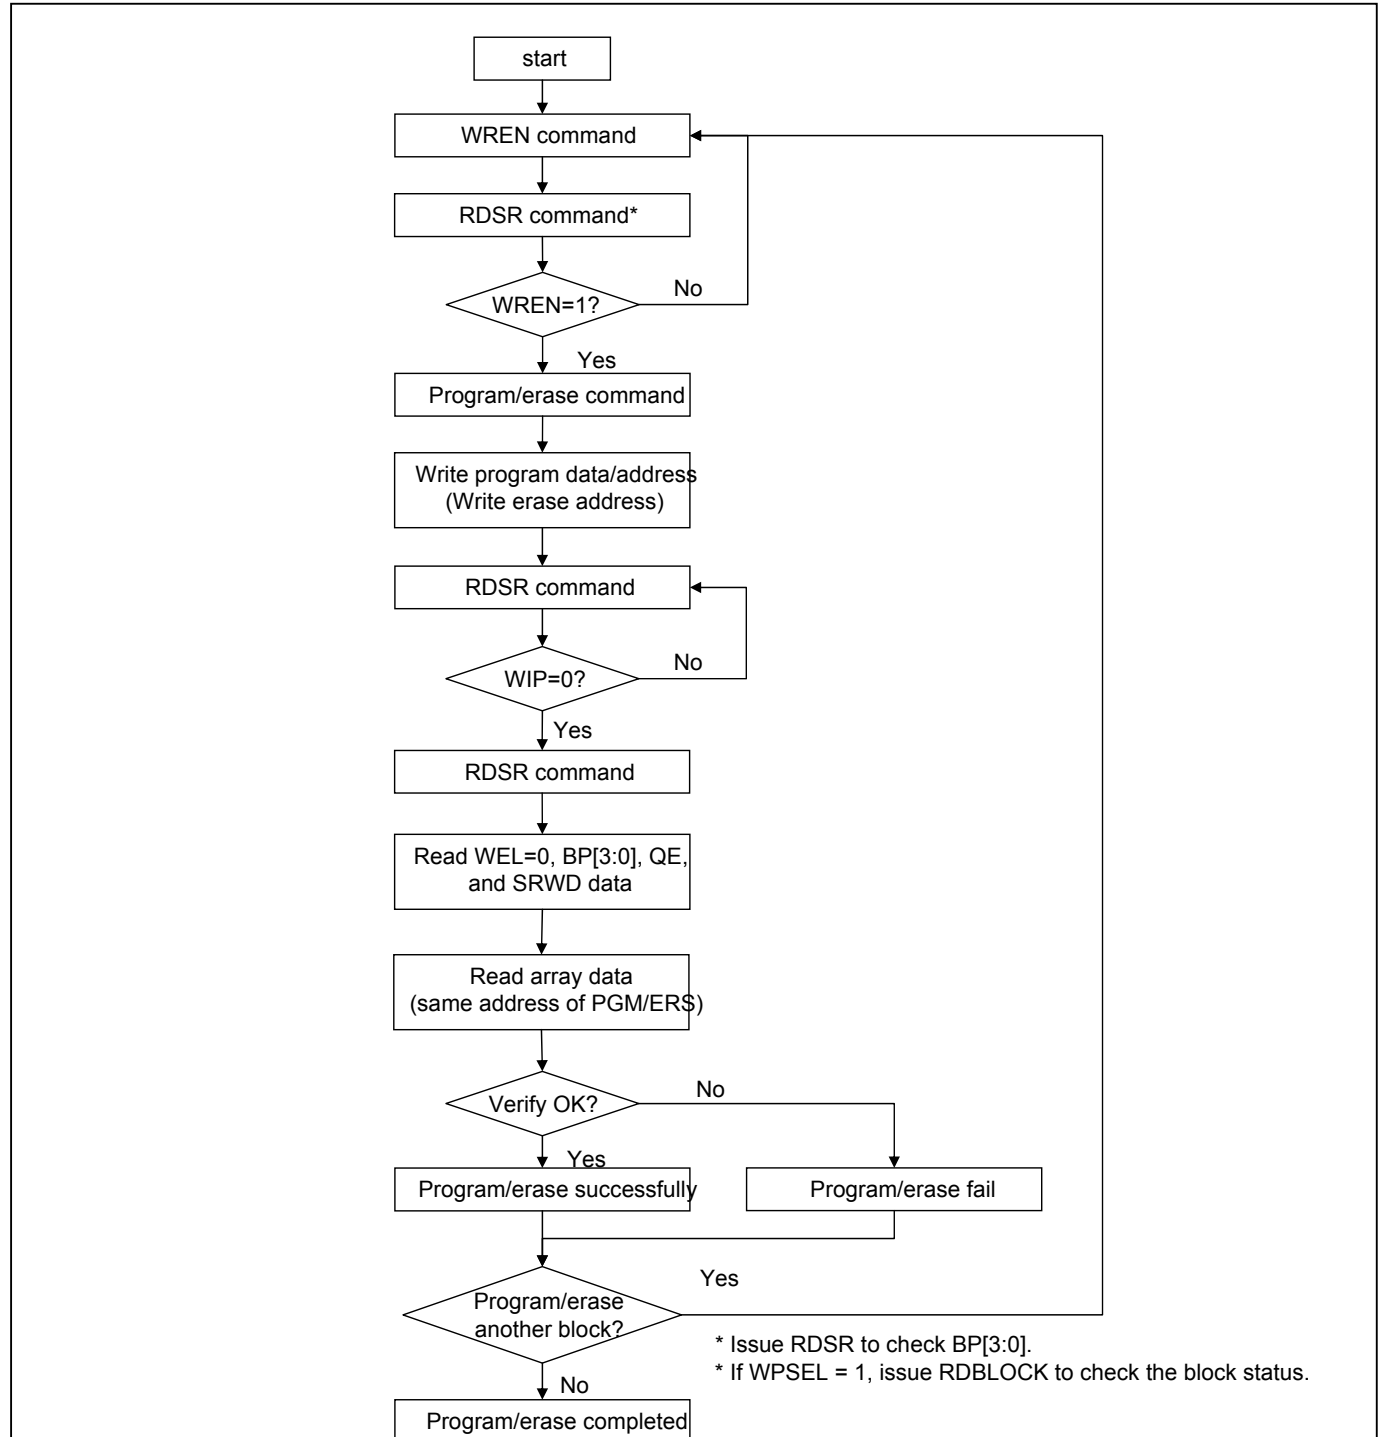 start
WREN command
RDSR command*
WREN=1?
No
Yes
Program/erase command
Write program data/address
(Write erase address)
RDSR command
WIP=0?
No
Yes
RDSR command
Read WEL=0, BP[3:0], QE,
and SRWD data
Read array data
(same address of PGM/ERS)
Verify OK?
No
Yes
Program/erase successfully
Program/erase fail
Yes
Program/erase
another block?
* Issue RDSR to check BP[3:0].
* If WPSEL = 1, issue RDBLOCK to check the block status.
No
Program/erase completed